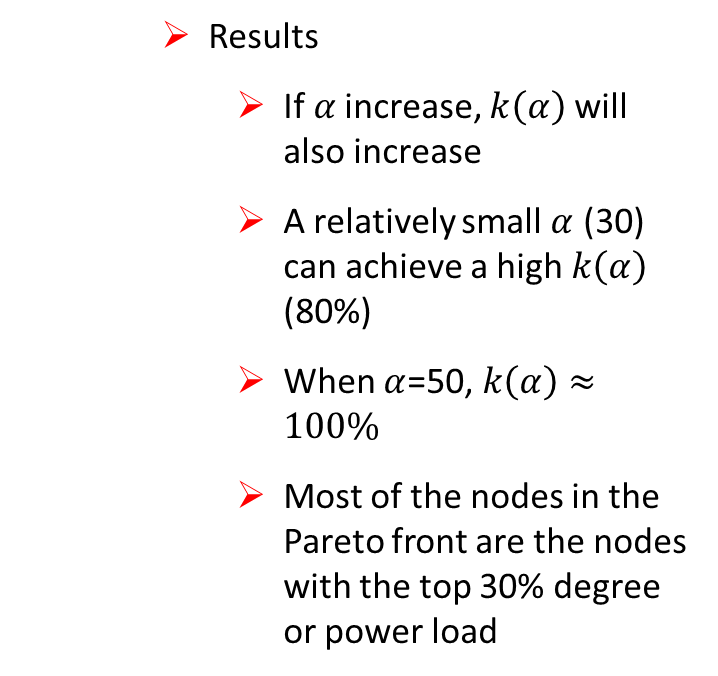 Results
If α increase, k(α) will
also increase
A relatively small α (30)
can achieve a high k(α)
(80%)
When α=50, k(α) ≈
100%
Most of the nodes in the
Pareto front are the nodes
with the top 30% degree
or power load